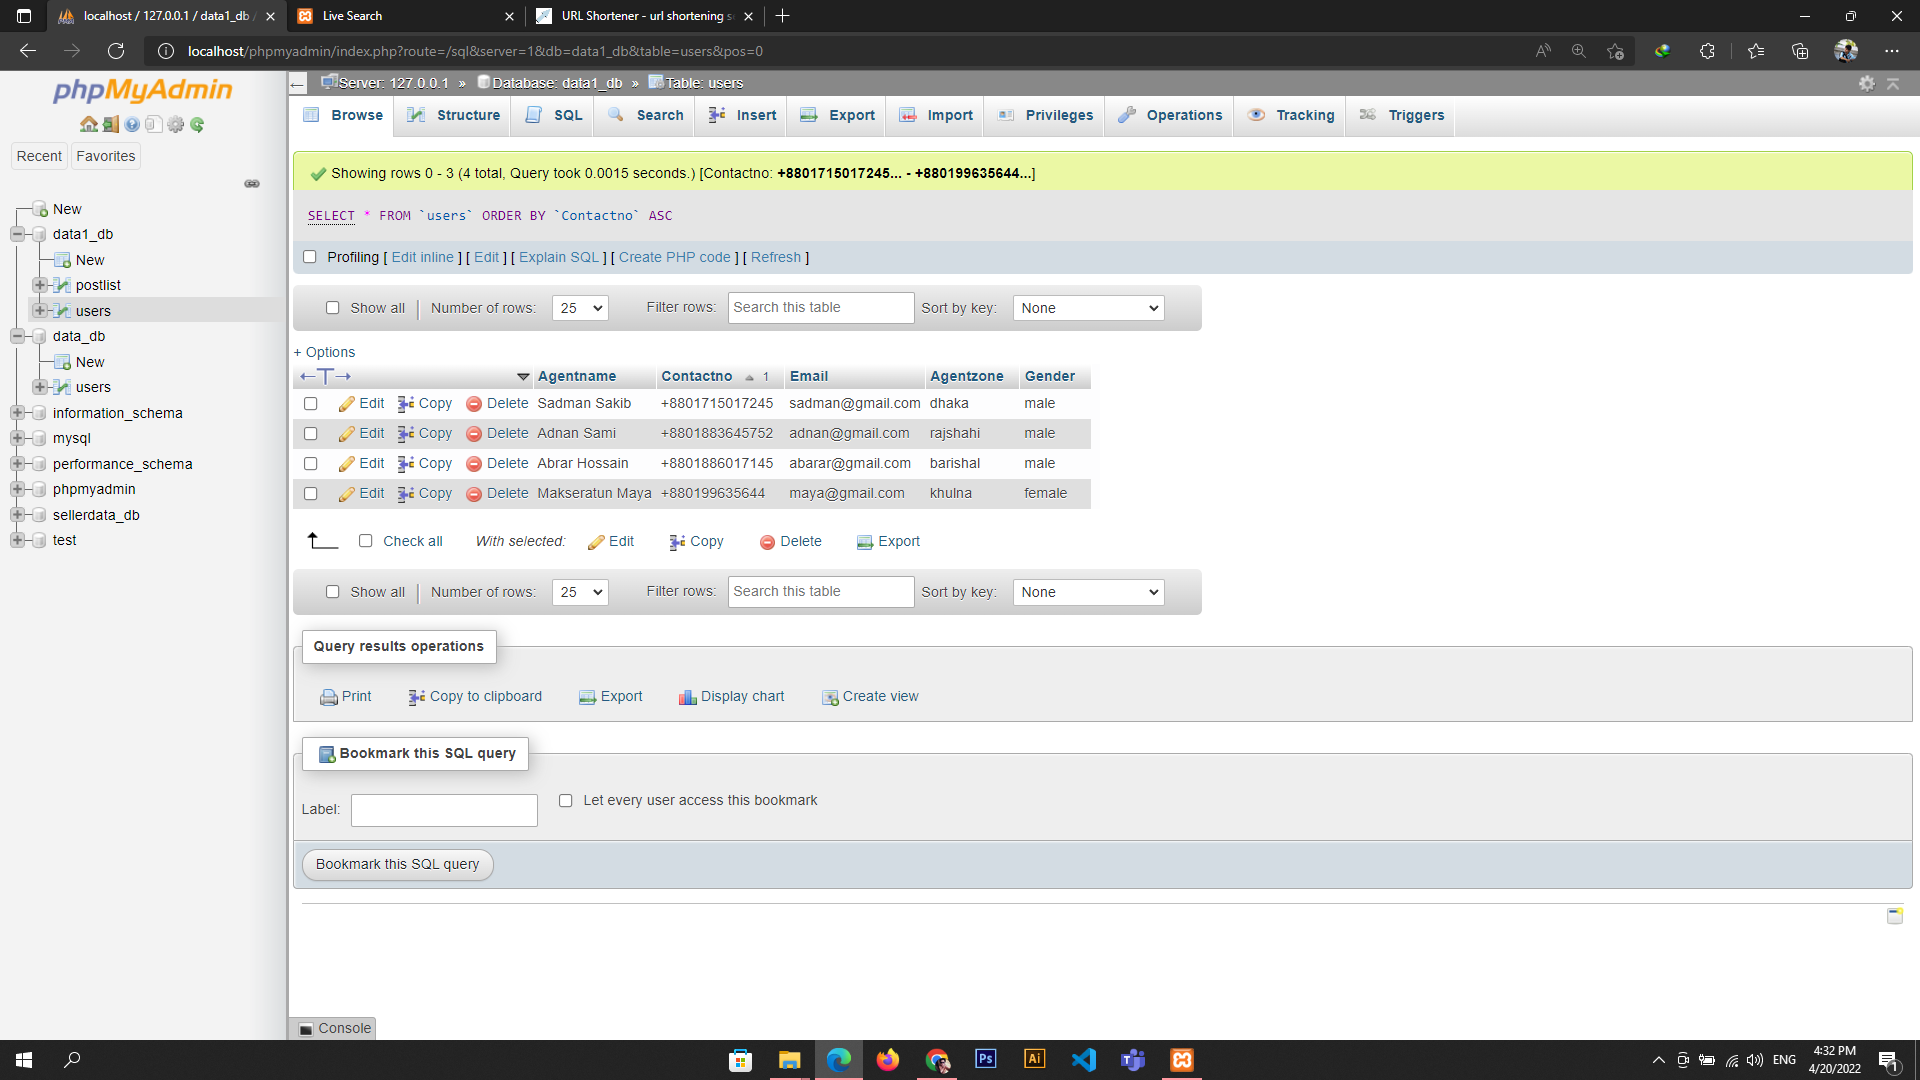 localhost / 127.0.0.1 / data1_db /
Live Search
URL Shortener - url shortening s
localhost/phpmyadmin/index.php?route=/sql&server=1&db=data1_db&table=users&pos=0
phpMyAdmin
Recent Favorites
New
data1_db
New
postlist
users
data_db
New
users
information_schema
mysql
performance_schema
phpmyadmin
sellerdata_db
test
Server: 127.0.0.1 » Database: data1_db » Table: users
Browse Structure SQL Search Insert Export Import Privileges Operations Tracking Triggers
Showing rows 0 - 3 (4 total, Query took 0.0015 seconds.) [Contactno: +8801715017245... - +880199635644...]
SELECT * FROM `users` ORDER BY `Contactno` ASC
Profiling [ Edit inline ] [ Edit ] [ Explain SQL ] [ Create PHP code ] [ Refresh ]
Show all | Number of rows: 25 Filter rows: Search this table Sort by key: None
+ Options
Agentname Contactno 1 Email Agentzone Gender
Edit Copy Delete Sadman Sakib +8801715017245 sadman@gmail.com dhaka male
Edit Copy Delete Adnan Sami +8801883645752 adnan@gmail.com rajshahi male
Edit Copy Delete Abrar Hossain +8801886017145 abarar@gmail.com barishal male
Edit Copy Delete Makseratun Maya +880199635644 maya@gmail.com khulna female
Check all With selected: Edit Copy Delete Export
Show all | Number of rows: 25 Filter rows: Search this table Sort by key: None
Query results operations
Print Copy to clipboard Export Display chart Create view
Bookmark this SQL query
Label: Let every user access this bookmark
Bookmark this SQL query
Console
Ps Ai
ENG
4:32 PM
4/20/2022
1